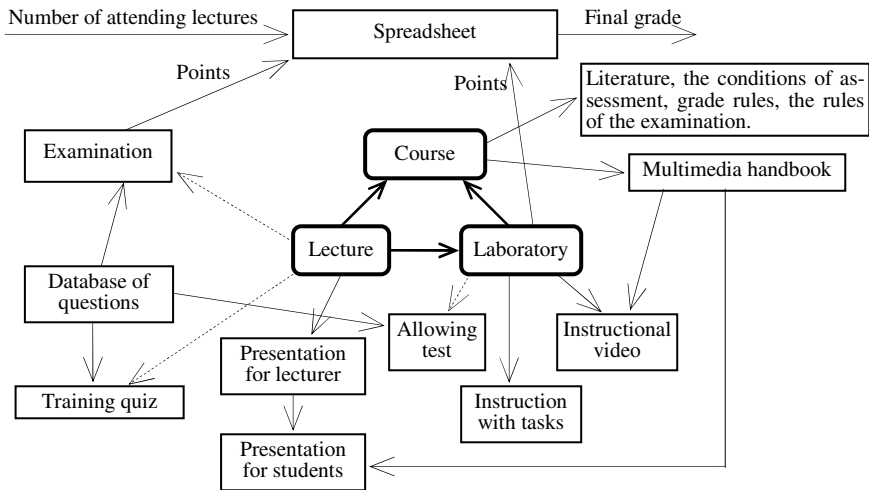 Number of attending lectures
Spreadsheet
Final grade
Points
Points
Literature, the conditions of as-
sessment, grade rules, the rules
of the examination.
Examination
Course
Multimedia handbook
Lecture
Laboratory
Database of
questions
Allowing
test
Instructional
video
Presentation
for lecturer
Training quiz
Instruction
with tasks
Presentation
for students